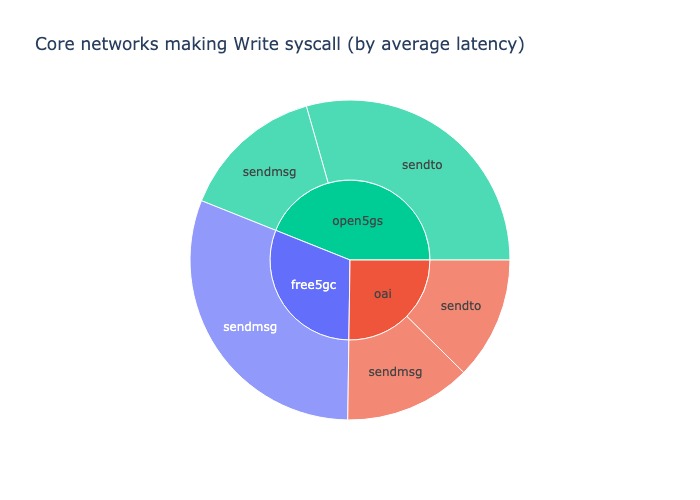 Core networks making Write syscall (by average latency)
sendto
sendmsg
open5gs
free5gc
oai
sendto
sendmsg
sendmsg